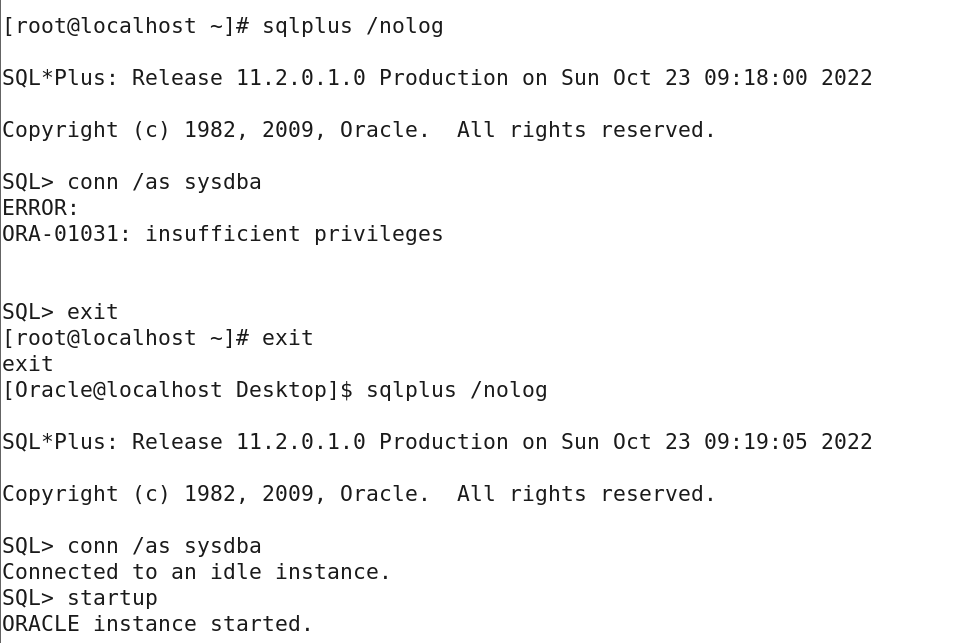 [root@localhost ~]# sqlplus /nolog
SQL*Plus: Release 11.2.0.1.0 Production on Sun Oct 23 09:18:00 2022
Copyright (c) 1982, 2009, Oracle.  All rights reserved.
SQL> conn /as sysdba
ERROR:
ORA-01031: insufficient privileges
SQL> exit
[root@localhost ~]# exit
exit
[Oracle@localhost Desktop]$ sqlplus /nolog
SQL*Plus: Release 11.2.0.1.0 Production on Sun Oct 23 09:19:05 2022
Copyright (c) 1982, 2009, Oracle.  All rights reserved.
SQL> conn /as sysdba
Connected to an idle instance.
SQL> startup
ORACLE instance started.